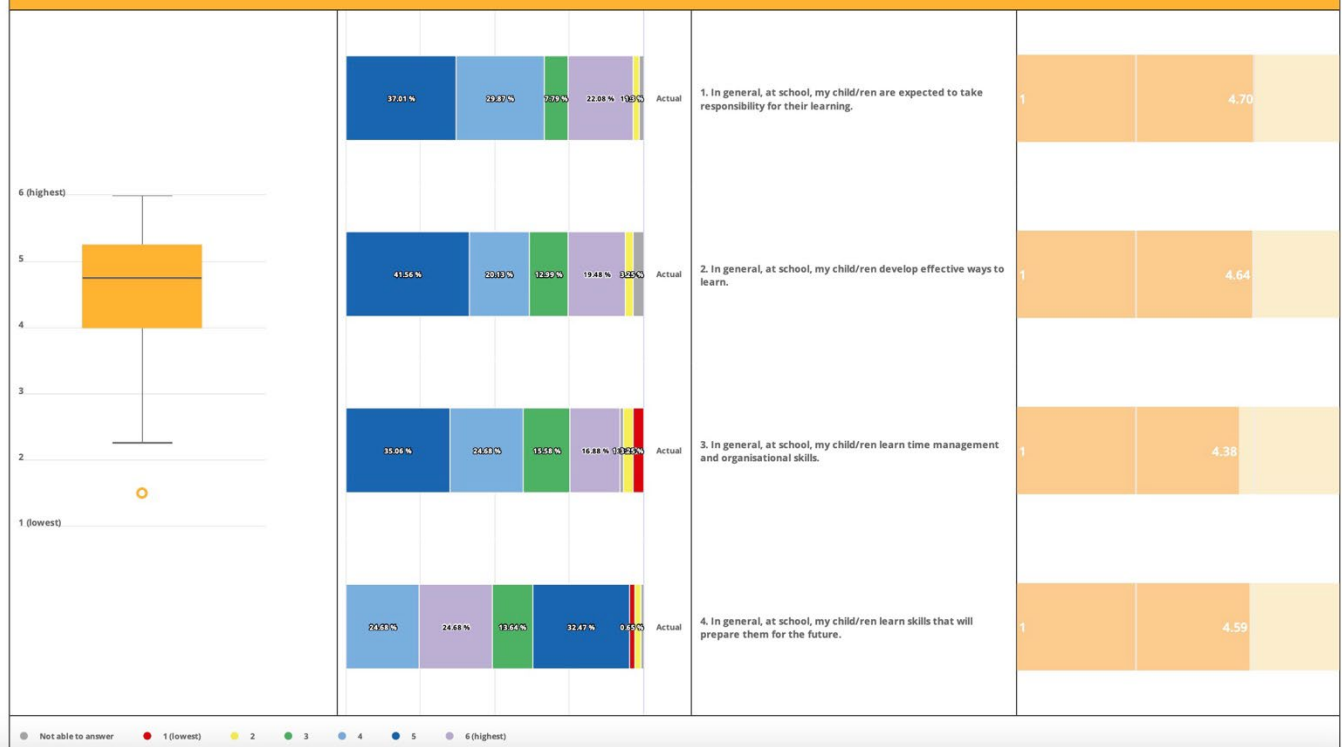 37.01 %
29.87 %
7.79 %
22.08 %
Actual
1. In general, at school, my child/ren are expected to take
responsibility for their learning.
1
4.70
6 (highest)
5
4
3
2
1 (lowest)
41.56 %
20.13 %
12.99 %
19.48 %
3.25 %
Actual
2. In general, at school, my child/ren develop effective ways to
learn.
1
4.64
35.06 %
24.68 %
15.58 %
16.88 %
3.25 %
Actual
3. In general, at school, my child/ren learn time management
and organisational skills.
1
4.38
24.68 %
24.68 %
13.64 %
32.47 %
0.65 %
Actual
4. In general, at school, my child/ren learn skills that will
prepare them for the future.
1
4.59
Not able to answer
1 (lowest)
2
3
4
5
6 (highest)